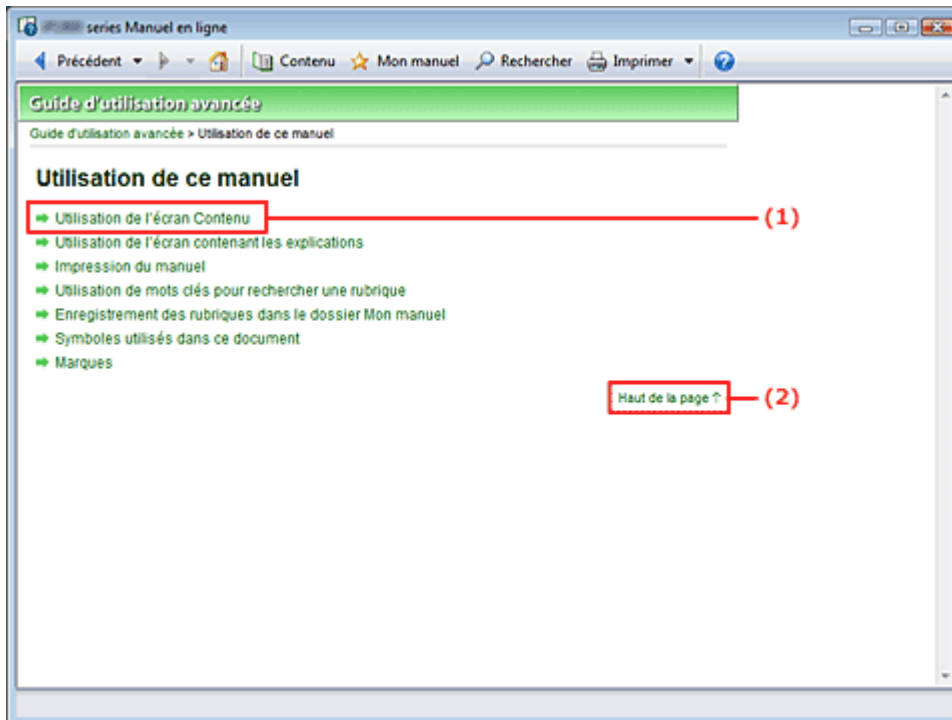 series Manuel en ligne
Précédent Contenu Mon manuel Rechercher Imprimer
Guide d'utilisation avancée
Guide d'utilisation avancée > Utilisation de ce manuel
Utilisation de ce manuel
Utilisation de l'écran Contenu (1)
Utilisation de l'écran contenant les explications
Impression du manuel
Utilisation de mots clés pour rechercher une rubrique
Enregistrement des rubriques dans le dossier Mon manuel
Symboles utilisés dans ce document
Marques
Haut de la page ↑ (2)